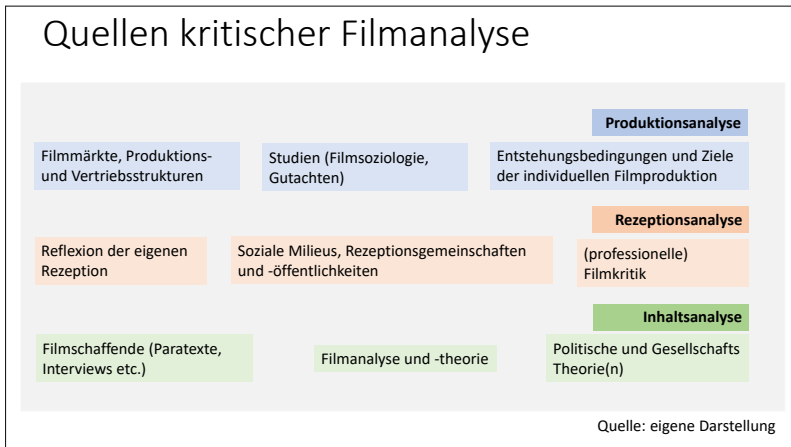 Quellen kritischer Filmanalyse
Produktionsanalyse
Filmmärkte, Produktions-
und Vertriebsstrukturen
Studien (Filmsoziologie,
Gutachten)
Entstehungsbedingungen und Ziele
der individuellen Filmproduktion
Rezeptionsanalyse
Reflexion der eigenen
Rezeption
Soziale Milieus, Rezeptionsgemeinschaften
und -öffentlichkeiten
(professionelle)
Filmkritik
Inhaltsanalyse
Filmschaffende (Paratexte,
Interviews etc.)
Filmanalyse und -theorie
Politische und Gesellschafts
Theorie(n)
Quelle: eigene Darstellung